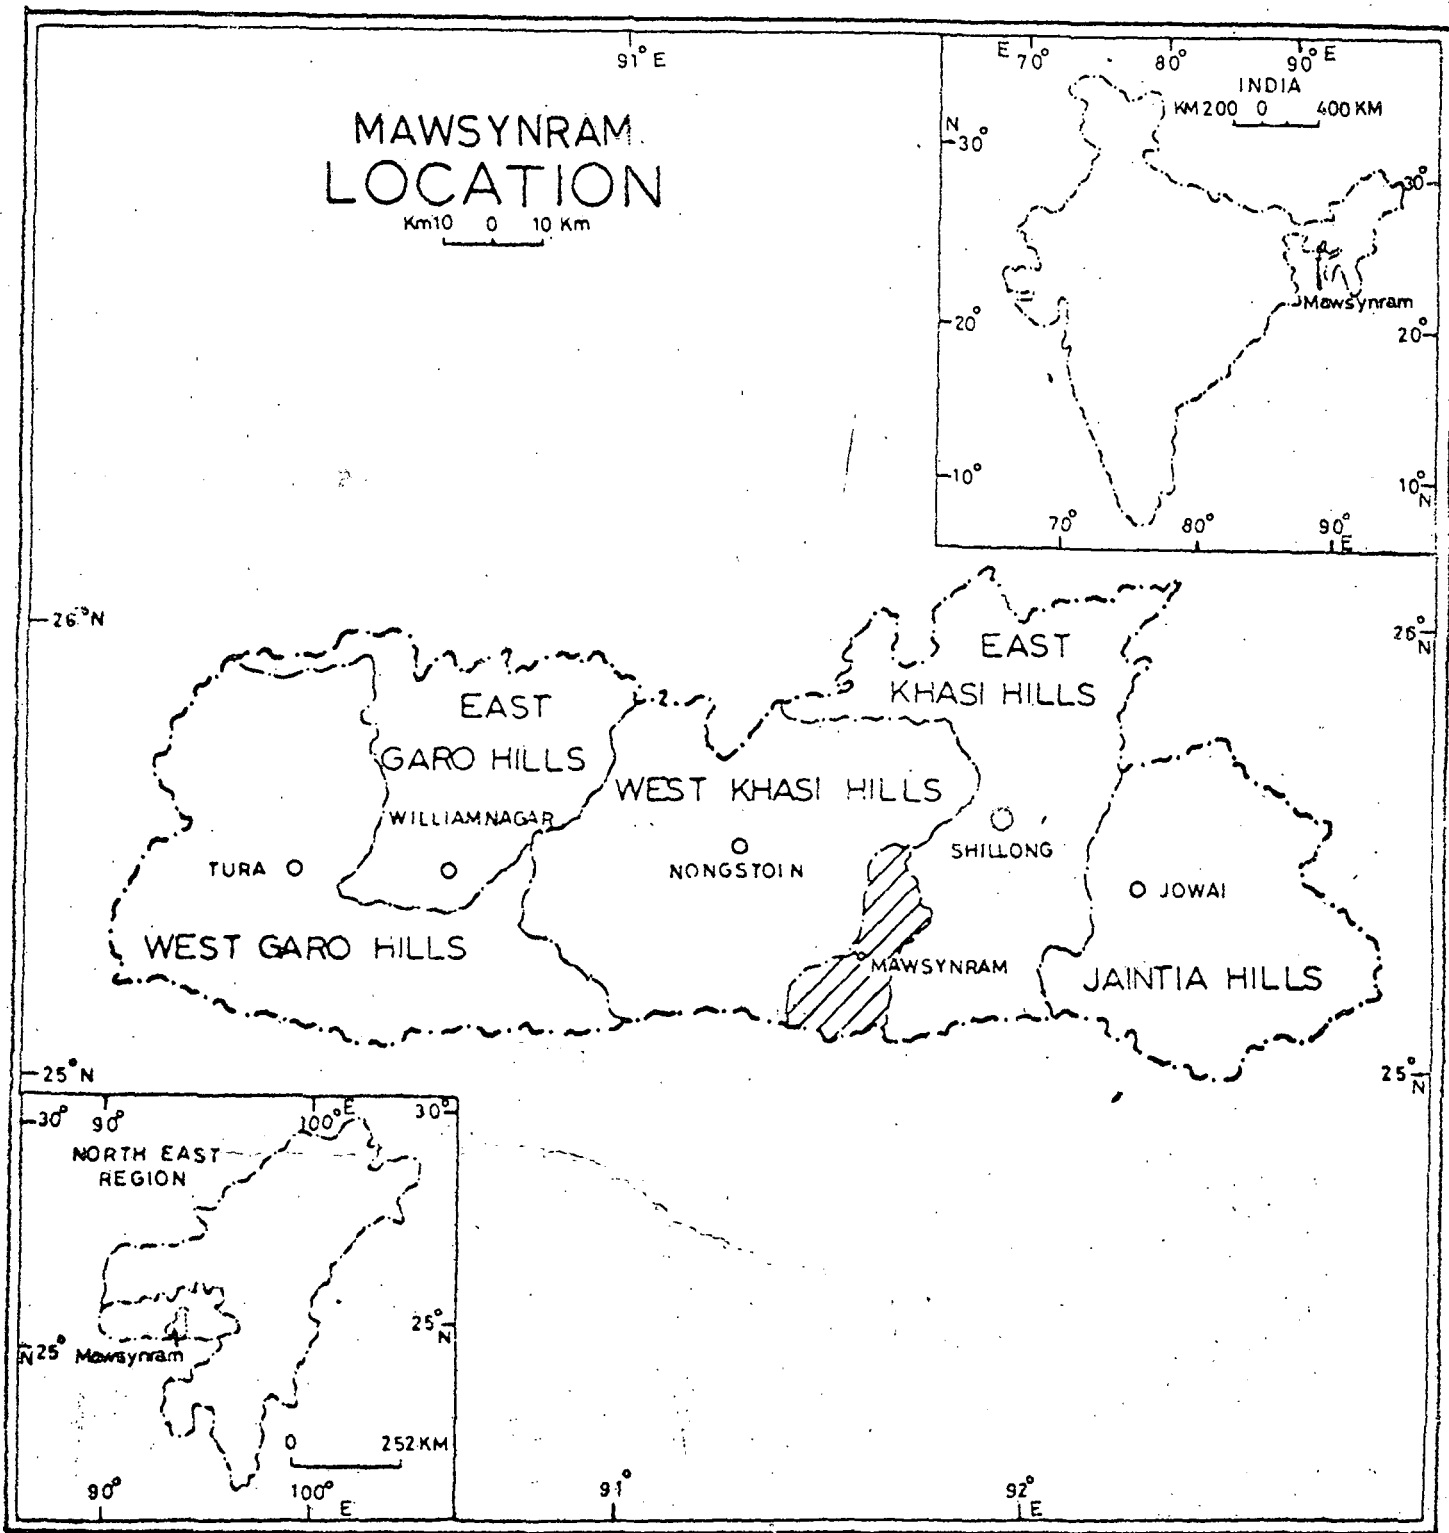 91° E
MAWSYNRAM
LOCATION
Km10 0 10 Km
E 70° 80° 90° E
INDIA
KM 200 0 400 KM
N
30°
30°
Mawsynram
20°
20°
10°
10°
N
70° 80° 90°
E
26°N
26°
N
EAST
KHASI HILLS
EAST
GARO HILLS
WEST KHASI HILLS
WILLIAMNAGAR
SHILLONG
TURA
NONGSTOIN
JOWAI
WEST GARO HILLS
MAWSYNRAM
JAINTIA HILLS
25°N
25°
N
30° 90° 100° E 30°
NORTH EAST
REGION
25°
N
N 25°
Mawsynram
0 252 KM
90° 100°
E
91° 92°
E